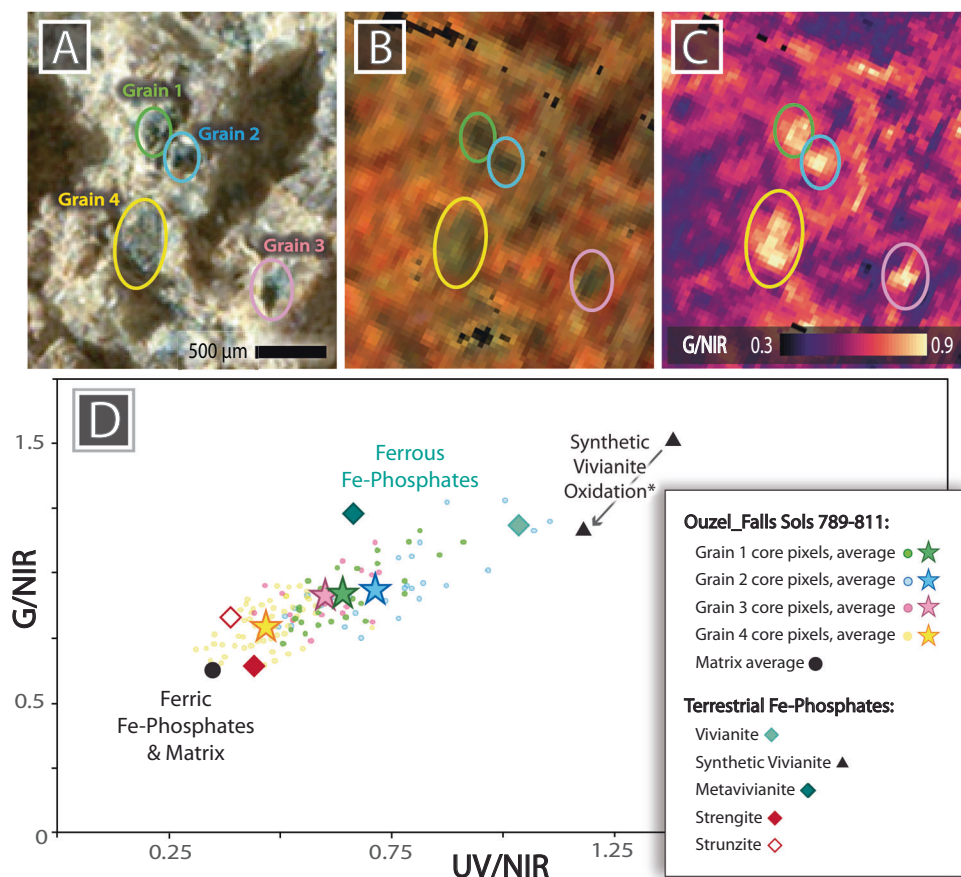 A
Grain 1
Grain 2
Grain 4
Grain 3
500 µm
B
C
G/NIR 0.3 0.9
D
G/NIR
1.5
0.5
0
0.25
0.75
1.25
UV/NIR
Ferrous
Fe-Phosphates
Synthetic
Vivianite
Oxidation*
Ferric
Fe-Phosphates
& Matrix
Ouzel_Falls Sols 789-811:
Grain 1 core pixels, average
Grain 2 core pixels, average
Grain 3 core pixels, average
Grain 4 core pixels, average
Matrix average
Terrestrial Fe-Phosphates:
Vivianite
Synthetic Vivianite
Metavivianite
Strengite
Strunzite